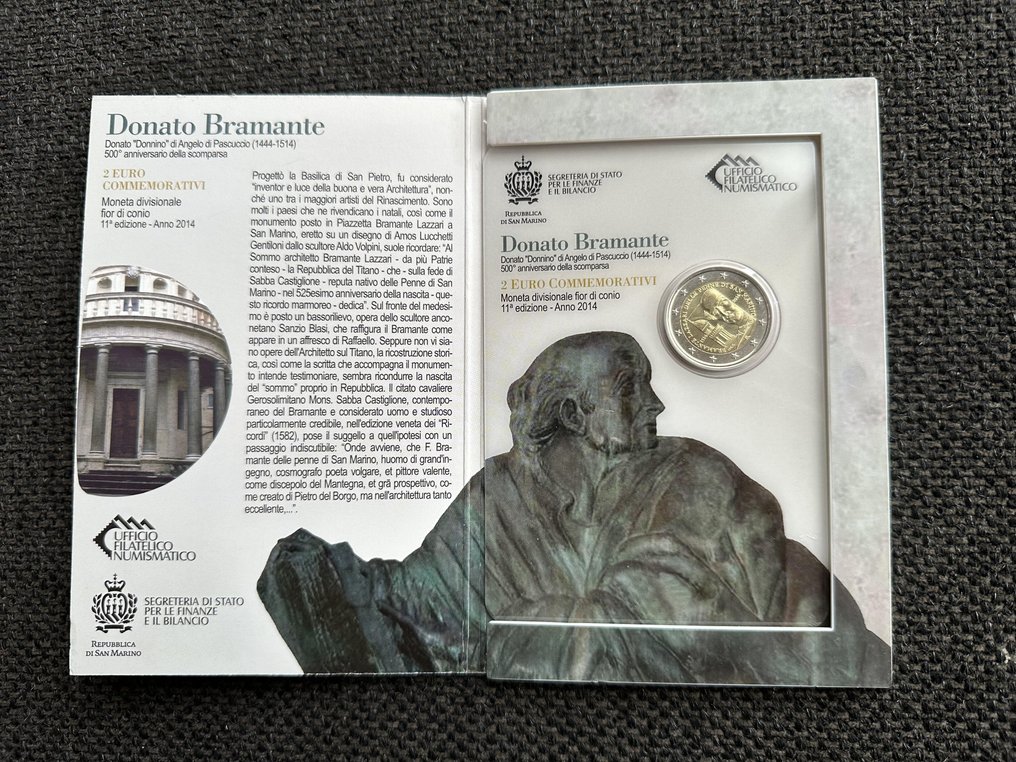 Donato Bramante
Donato "Donnino" di Angelo di Pascuccio (1444-1514)
500° anniversario della scomparsa
2 EURO
COMMEMORATIVI
Moneta divisionale
fior di conio
11ª edizione - Anno 2014
Progettò la Basilica di San Pietro, fu considerato
"inventor e luce della buona e vera Architettura", non-
ché uno tra i maggiori artisti del Rinascimento. Sono
molti i paesi che ne rivendicano i natali, così come il
monumento posto in Piazzetta Bramante Lazzari a
San Marino, eretto su un disegno di Amos Lucchetti
Gentiloni dallo scultore Aldo Volpini, suole ricordare: "Al
Sommo architetto Bramante Lazzari - da più Patrie
conteso - la Repubblica del Titano - che - sulla fede di
Sabba Castiglione - reputa nativo delle Penne di San
Marino - nel 525esimo anniversario della nascita - que-
sto ricordo marmoreo - dedica". Sul fronte del medesi-
mo è posto un bassorilievo, opera dello scultore anco-
netano Sanzio Blasi, che raffigura il Bramante come
appare in un affresco di Raffaello. Seppure non vi sia-
no opere dell'Architetto sul Titano, la ricostruzione stori-
ca, così come la scritta che accompagna il monumen-
to intende testimoniare, sembra ricondurre la nascita
del "sommo" proprio in Repubblica. Il citato cavaliere
Gerosolimitano Mons. Sabba Castiglione, contempo-
raneo del Bramante e considerato uomo e studioso
particolarmente credibile, nell'edizione veneta dei "Ri-
cordi" (1582), pose il suggello a quell'ipotesi con un
passaggio indiscutibile: "Onde avviene, che F. Bra-
mante delle penne di San Marino, huomo di grand'in-
gegno, cosmografo poeta volgare, et pittore valente,
come discepolo del Mantegna, et grã prospettivo, co-
me creato di Pietro del Borgo, ma nell'architettura tanto
eccellente,...".
UFFICIO
FILATELICO
NUMISMATICO
SEGRETERIA DI STATO
PER LE FINANZE
E IL BILANCIO
REPUBBLICA
DI SAN MARINO
SEGRETERIA DI STATO
PER LE FINANZE
E IL BILANCIO
REPUBBLICA
DI SAN MARINO
UFFICIO
FILATELICO
NUMISMATICO
Donato Bramante
Donato "Donnino" di Angelo di Pascuccio (1444-1514)
500° anniversario della scomparsa
2 EURO COMMEMORATIVI
Moneta divisionale fior di conio
11ª edizione - Anno 2014
DELLE PENNE DI SAN MARINO
BRAMANTE